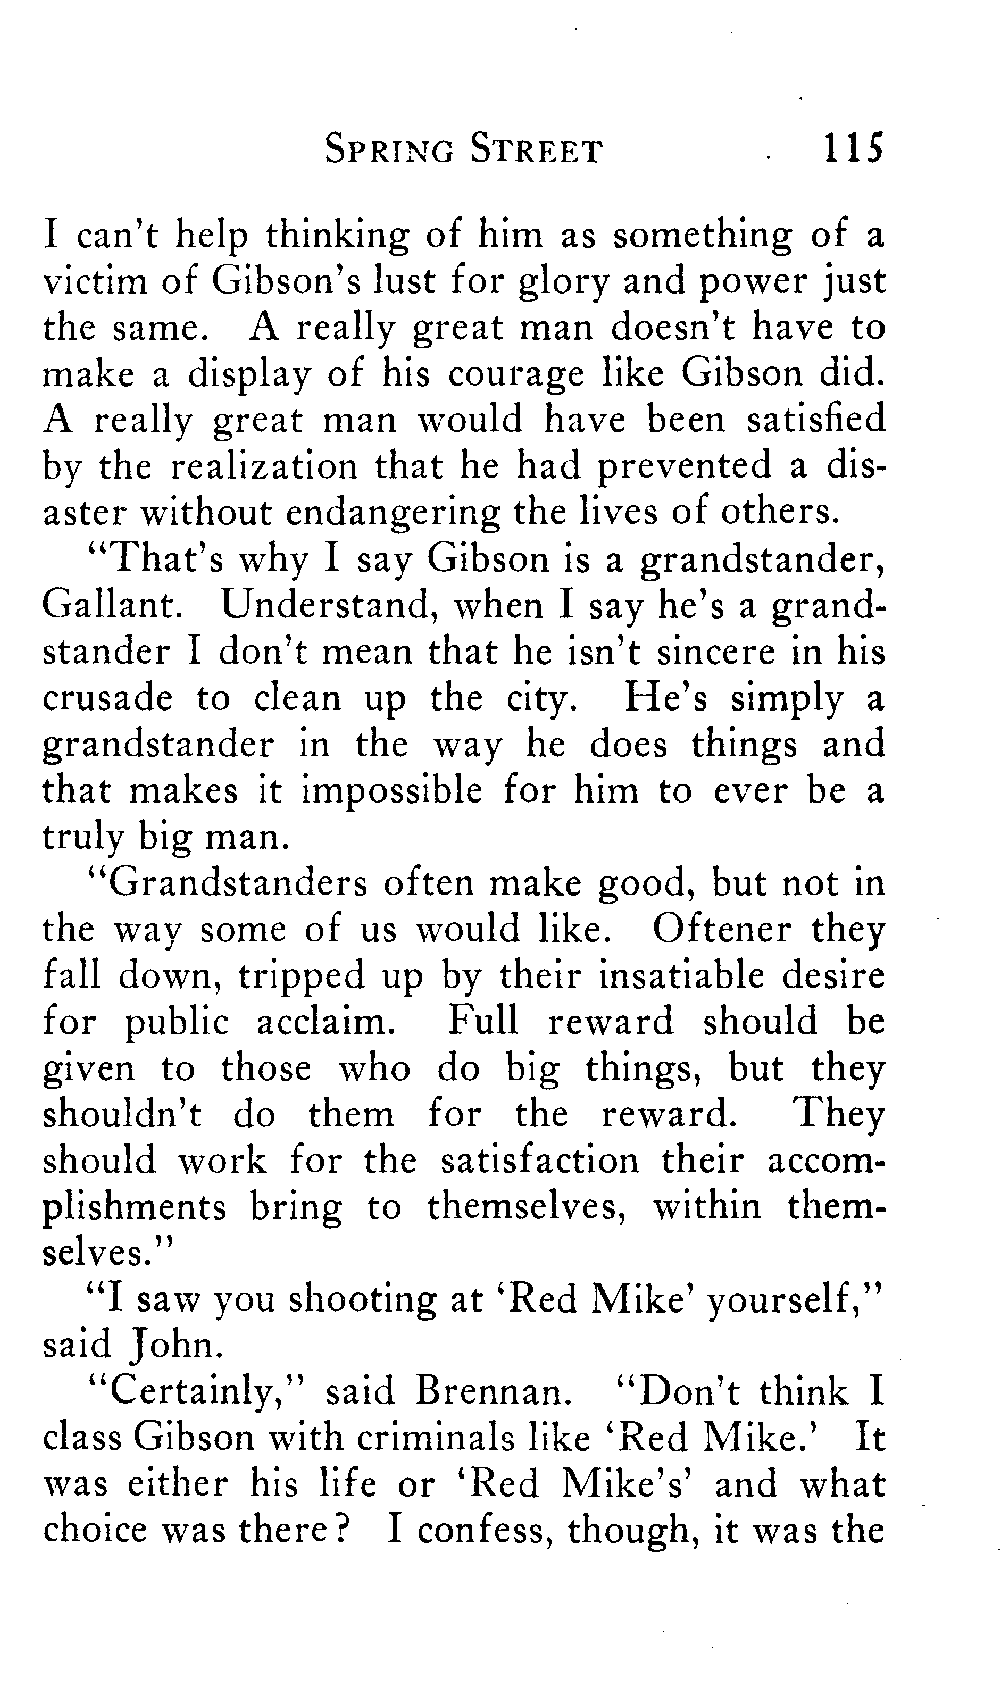 SPRING STREET 115
I can't help thinking of him as something of a
victim of Gibson's lust for glory and power just
the same. A really great man doesn't have to
make a display of his courage like Gibson did.
A really great man would have been satisfied
by the realization that he had prevented a dis-
aster without endangering the lives of others.
“That's why I say Gibson is a grandstander,
Gallant. Understand, when I say he's a grand-
stander I don't mean that he isn't sincere in his
crusade to clean up the city. He's simply a
grandstander in the way he does things and
that makes it impossible for him to ever be a
truly big man.
“Grandstanders often make good, but not in
the way some of us would like. Oftener they
fall down, tripped up by their insatiable desire
for public acclaim. Full reward should be
given to those who do big things, but they
shouldn't do them for the reward. They
should work for the satisfaction their accom-
plishments bring to themselves, within them-
selves.”
“I saw you shooting at ‘Red Mike’ yourself,”
said John.
“Certainly,” said Brennan. “Don't think I
class Gibson with criminals like ‘Red Mike.’ It
was either his life or ‘Red Mike's’ and what
choice was there? I confess, though, it was the